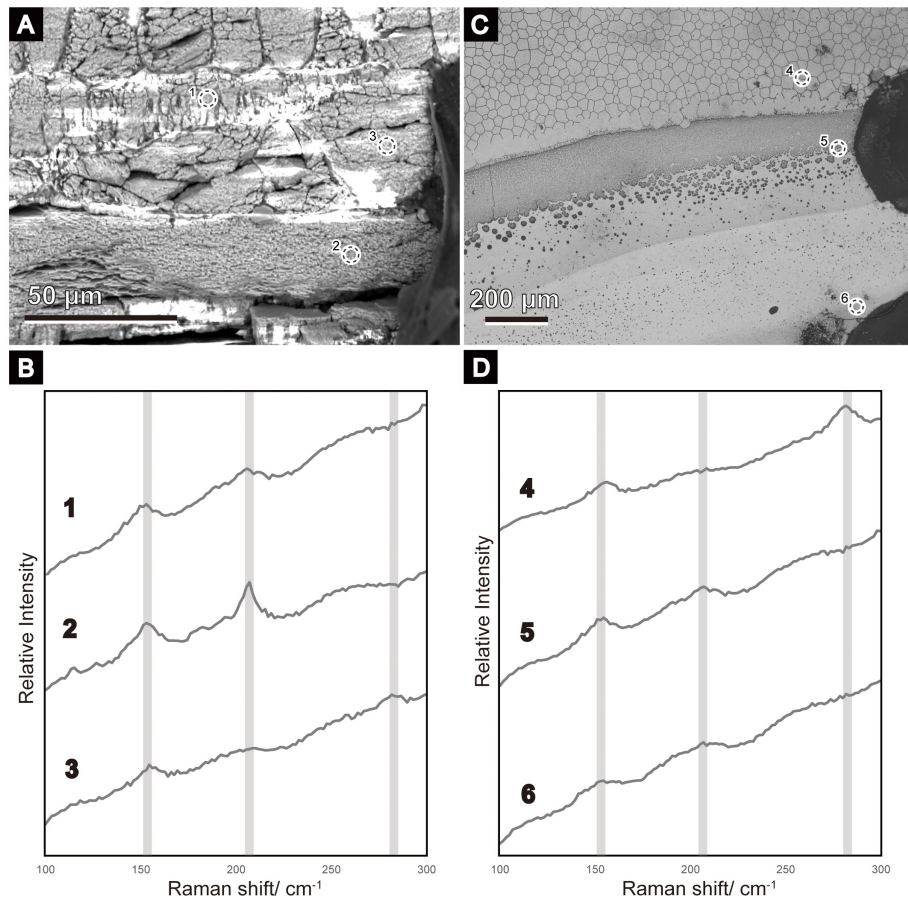 A
1
3
2
50 μm
C
4
5
6
200 μm
B
1
2
3
Relative Intensity
100
150
200
250
300
Raman shift/ cm-1
D
4
5
6
Relative Intensity
100
150
200
250
300
Raman shift/ cm-1